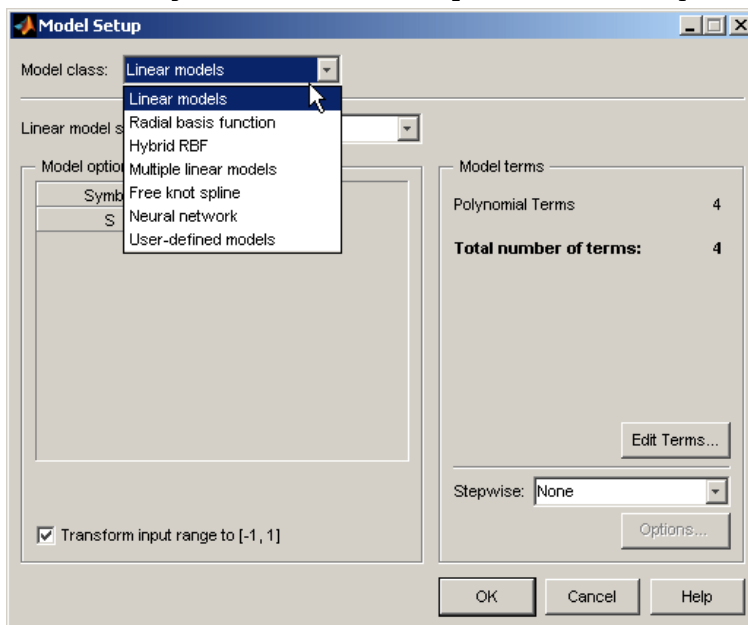 Model Setup
Model class: Linear models
Linear models
Radial basis function
Hybrid RBF
Multiple linear models
Free knot spline
Neural network
User-defined models
Linear model s
Model optio
Symb
S
Transform input range to [-1, 1]
Model terms
Polynomial Terms 4
Total number of terms: 4
Edit Terms...
Stepwise: None
Options...
OK Cancel Help